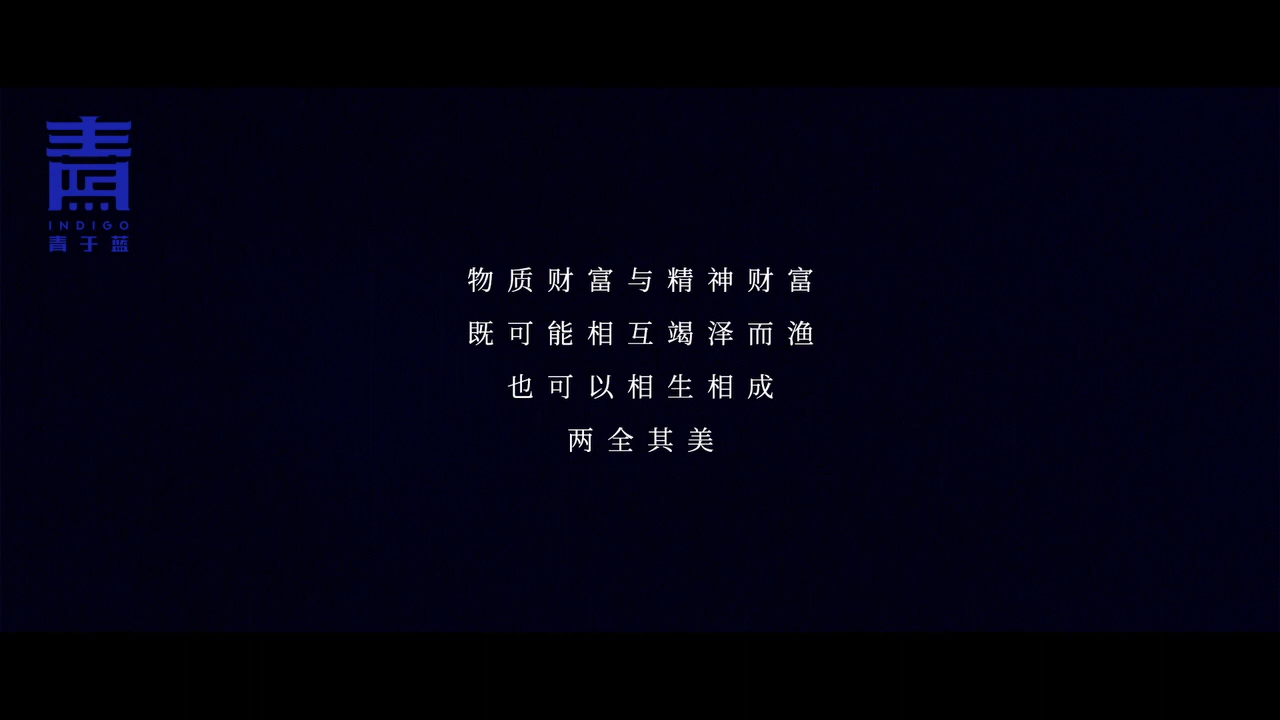 INDIGO
青于蓝
物质财富与精神财富
既可能相互竭泽而渔
也可以相生相成
两全其美